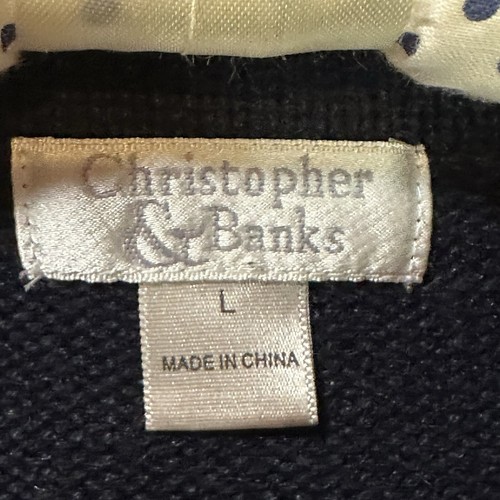 Christopher
& Banks
L
MADE IN CHINA